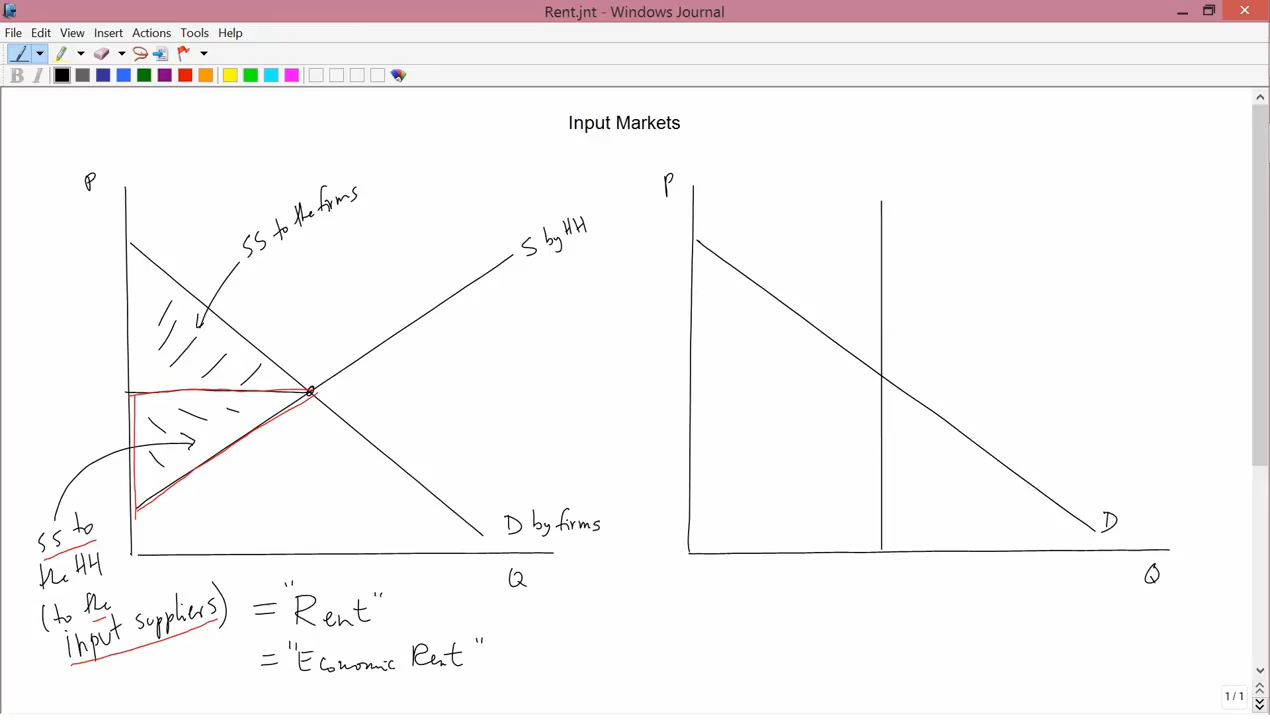 Rent.jnt - Windows Journal
File Edit View Insert Actions Tools Help
B I
Input Markets
P
SS to the firms
S by HH
D by firms
Q
SS to
the HH
(to the
input suppliers)
= "Rent"
= "Economic Rent"
P
D
Q
1 / 1